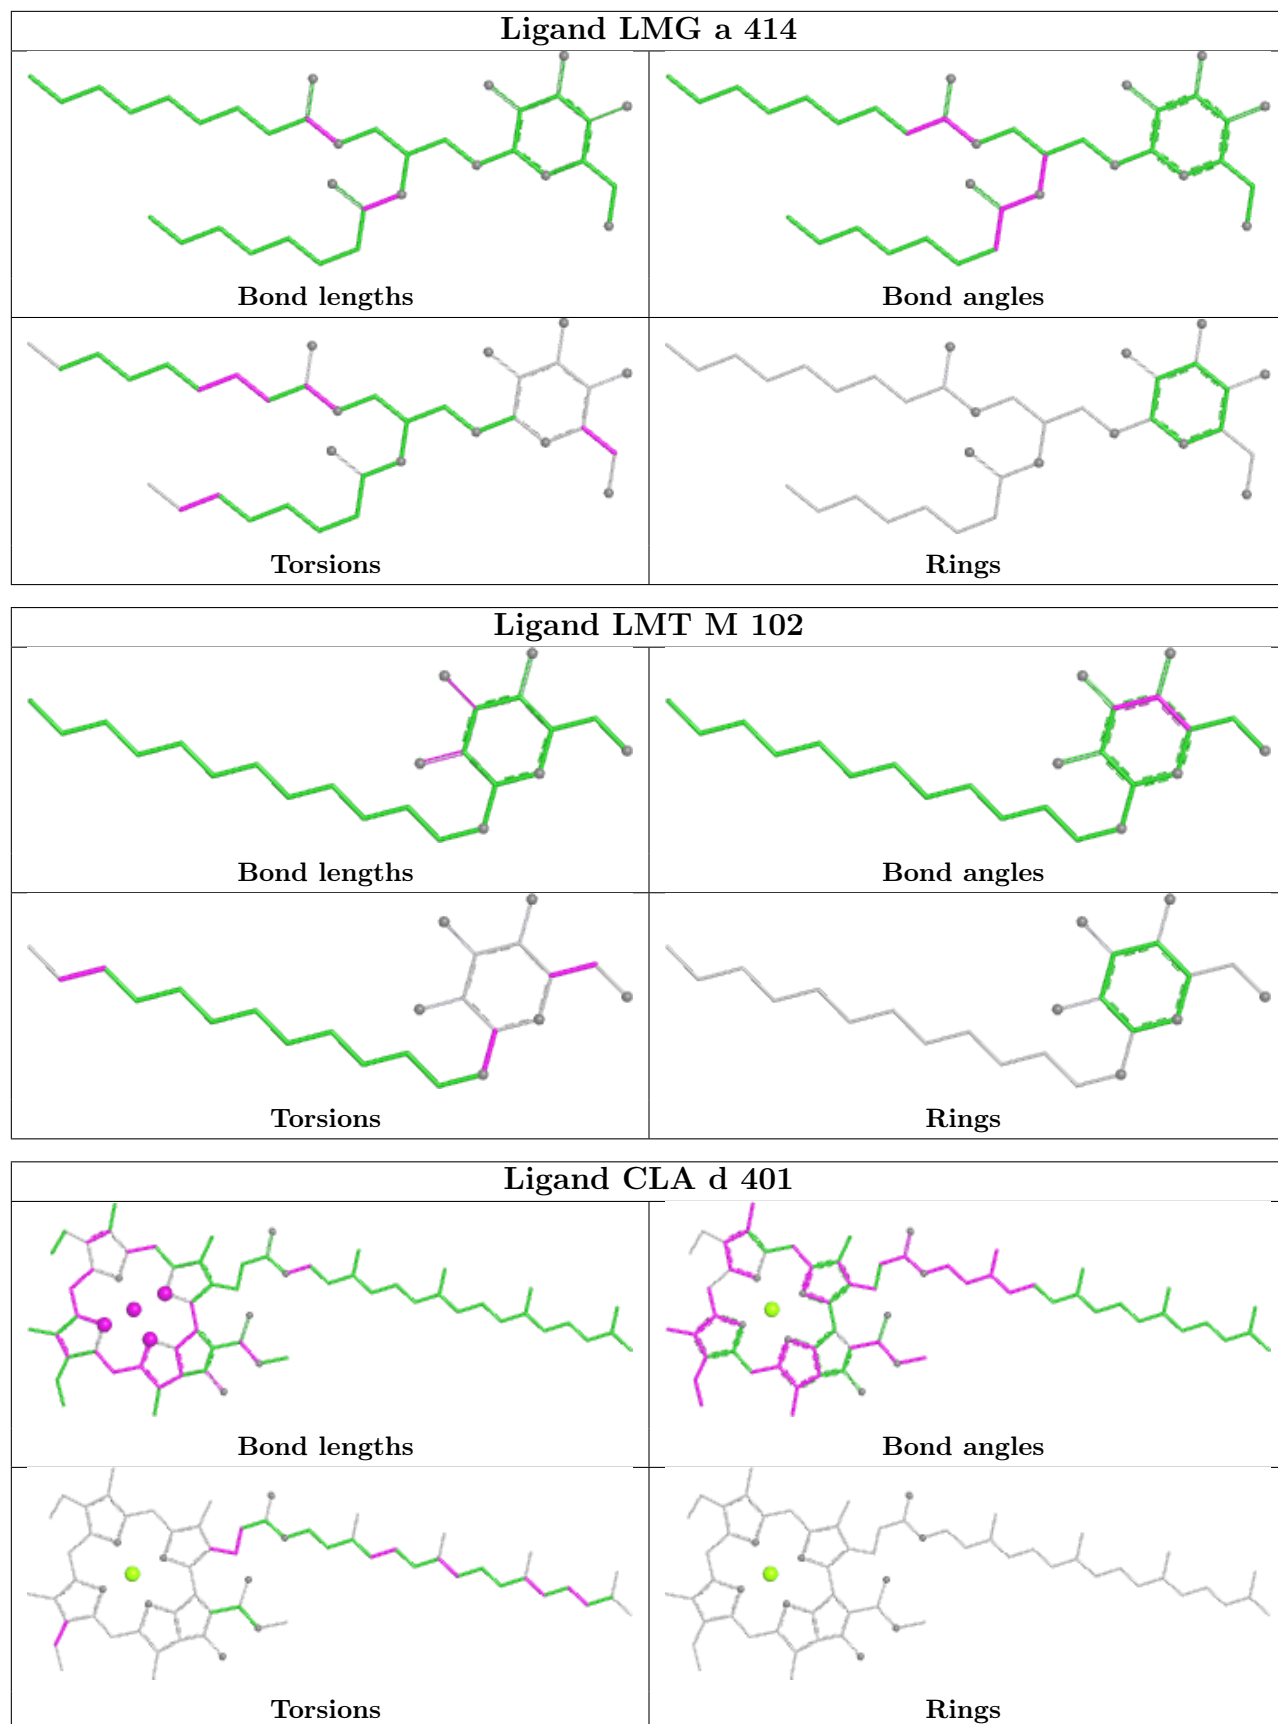 Ligand LMG a 414
Bond lengths
Bond angles
Torsions
Rings
Ligand LMT M 102
Bond lengths
Bond angles
Torsions
Rings
Ligand CLA d 401
Bond lengths
Bond angles
Torsions
Rings